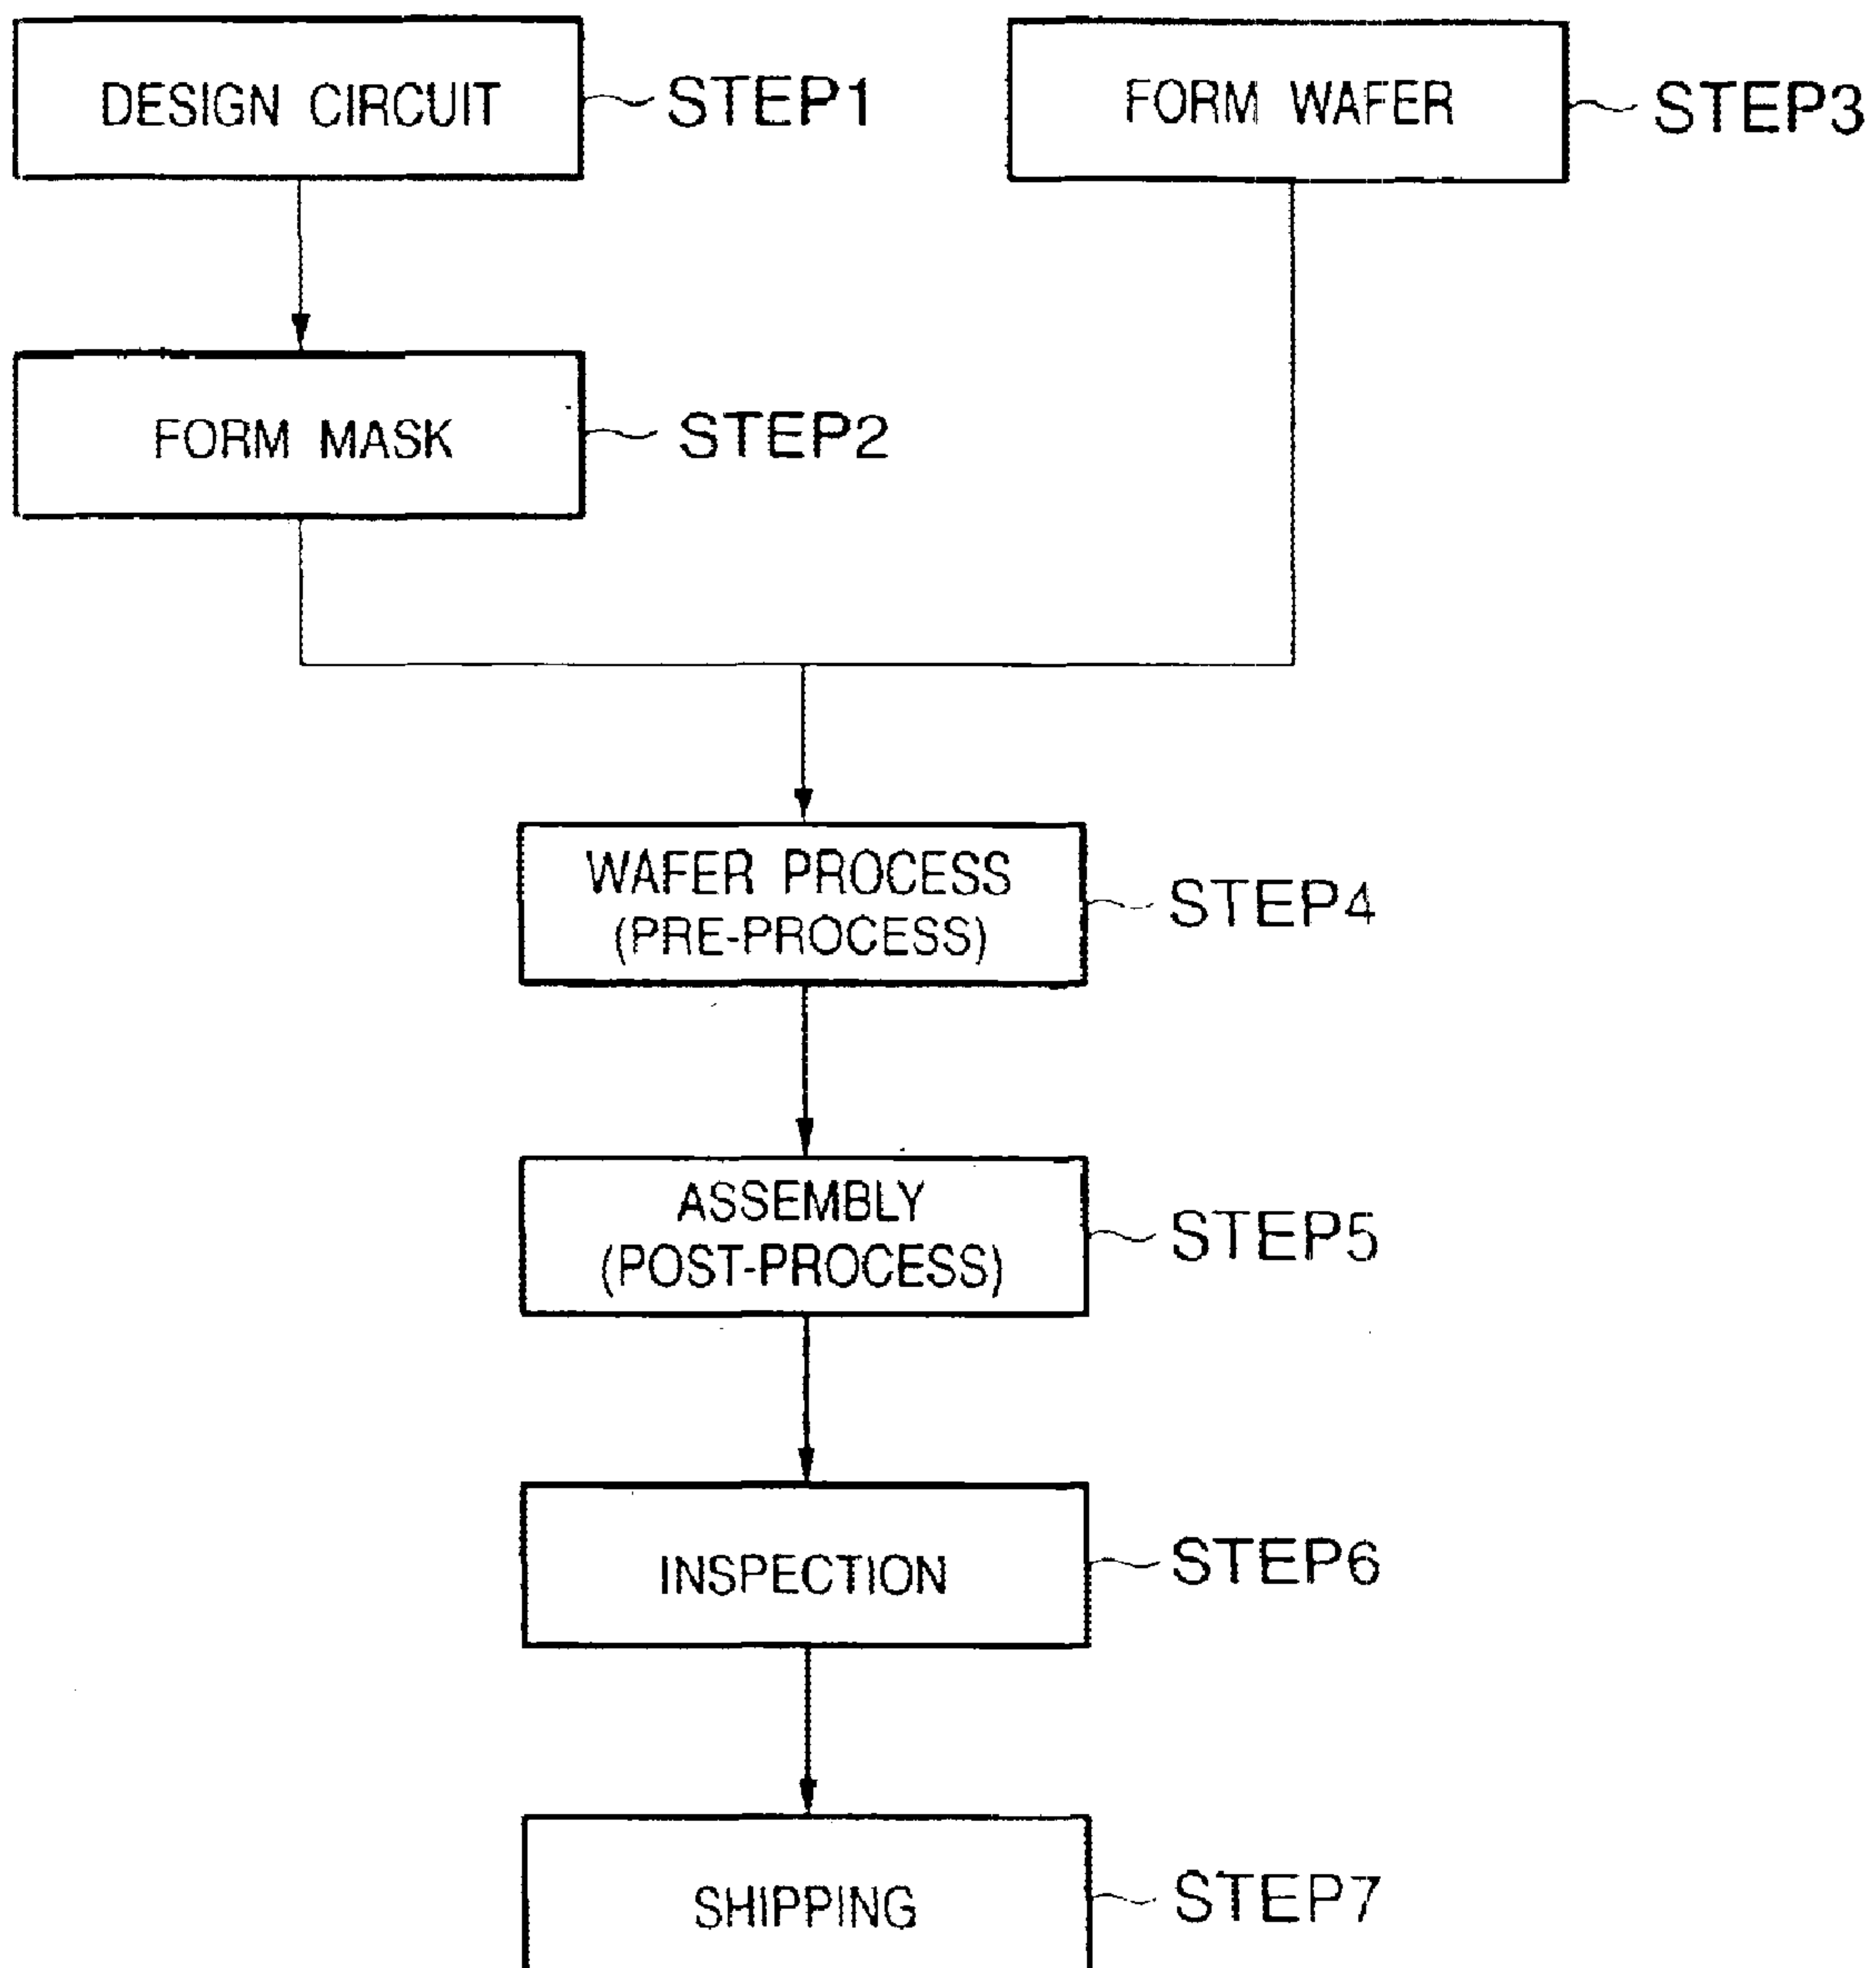 DESIGN CIRCUIT
STEP1
FORM WAFER
STEP3
FORM MASK
STEP2
WAFER PROCESS
(PRE-PROCESS)
STEP4
ASSEMBLY
(POST-PROCESS)
STEP5
INSPECTION
STEP6
SHIPPING
STEP7